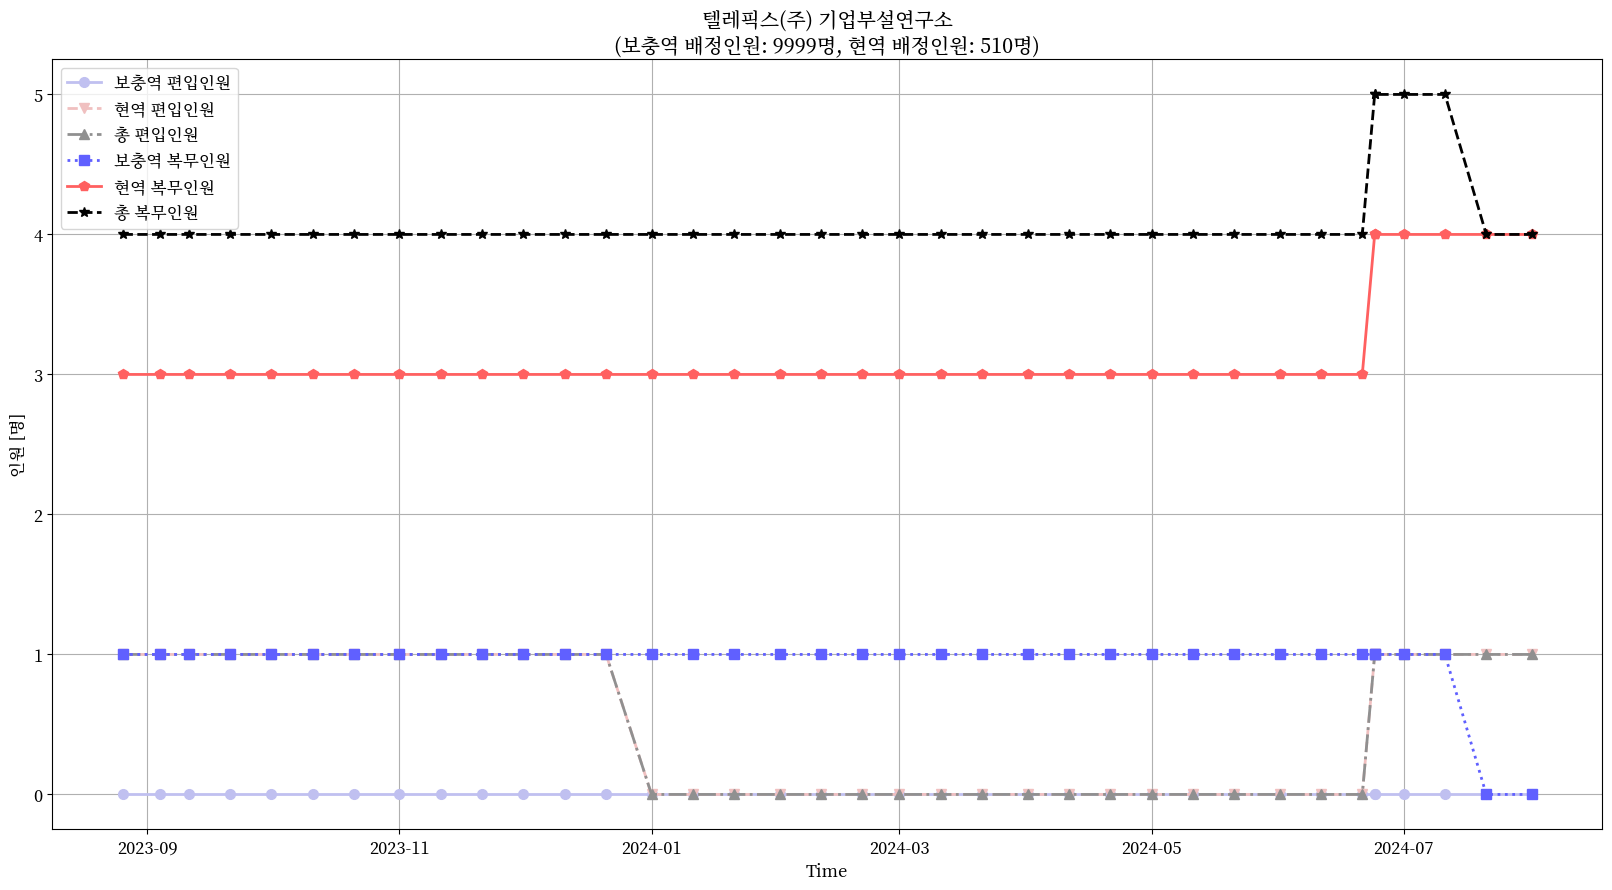 텔레픽스(주) 기업부설연구소
(보충역 배정인원: 9999명, 현역 배정인원: 510명)
보충역 편입인원
현역 편입인원
총 편입인원
보충역 복무인원
현역 복무인원
총 복무인원
5
4
3
2
1
0
인원 [명]
2023-09
2023-11
2024-01
2024-03
2024-05
2024-07
Time